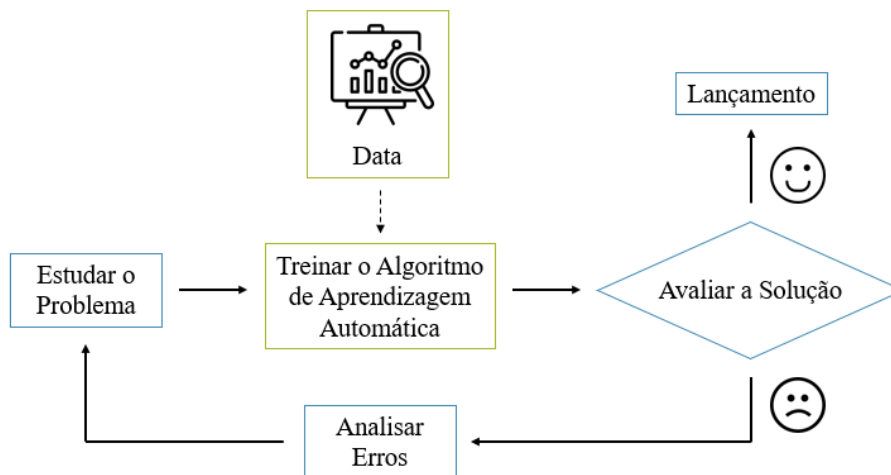 Lançamento
Data
Estudar o
Problema
Treinar o Algoritmo
de Aprendizagem
Automática
Avaliar a Solução
Analisar
Erros